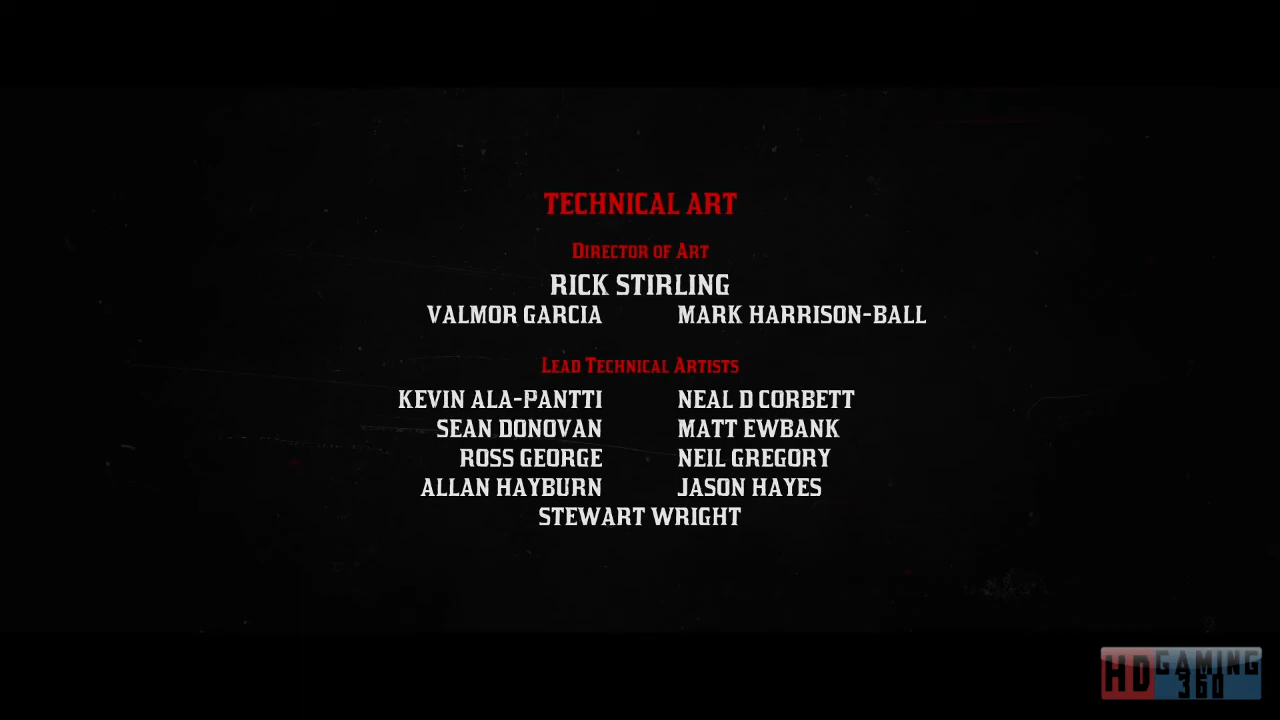 TECHNICAL ART
DIRECTOR OF ART
RICK STIRLING
VALMOR GARCIA MARK HARRISON-BALL
LEAD TECHNICAL ARTISTS
KEVIN ALA-PANTTI NEAL D CORBETT
SEAN DONOVAN MATT EWBANK
ROSS GEORGE NEIL GREGORY
ALLAN HAYBURN JASON HAYES
STEWART WRIGHT
HD GAMING
360